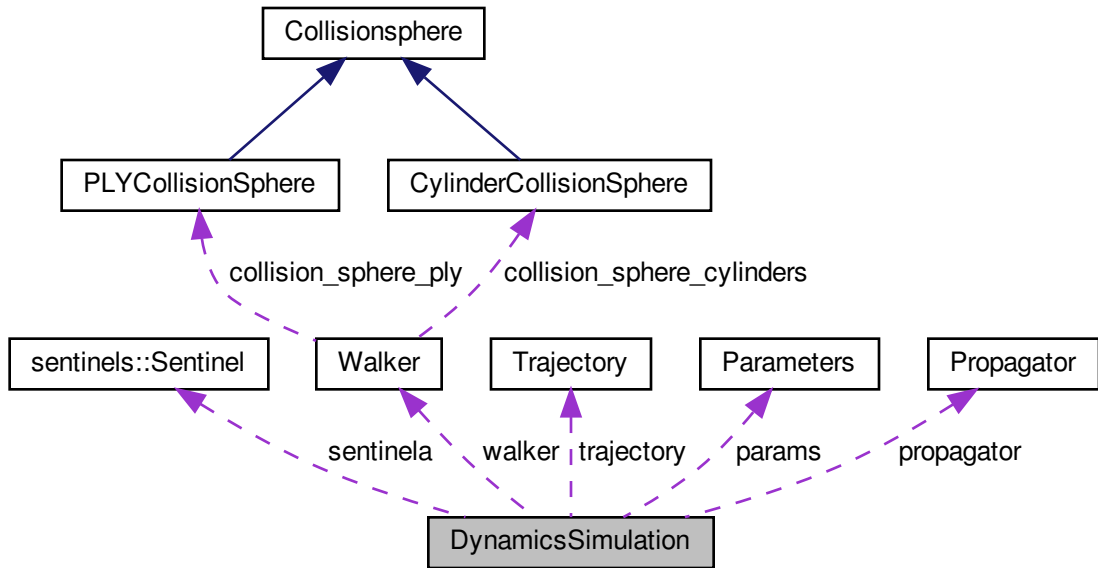 Collisionsphere
PLYCollisionSphere
CylinderCollisionSphere
collision_sphere_ply
collision_sphere_cylinders
sentinels::Sentinel
Walker
Trajectory
Parameters
Propagator
sentinela
walker
trajectory
params
propagator
DynamicsSimulation